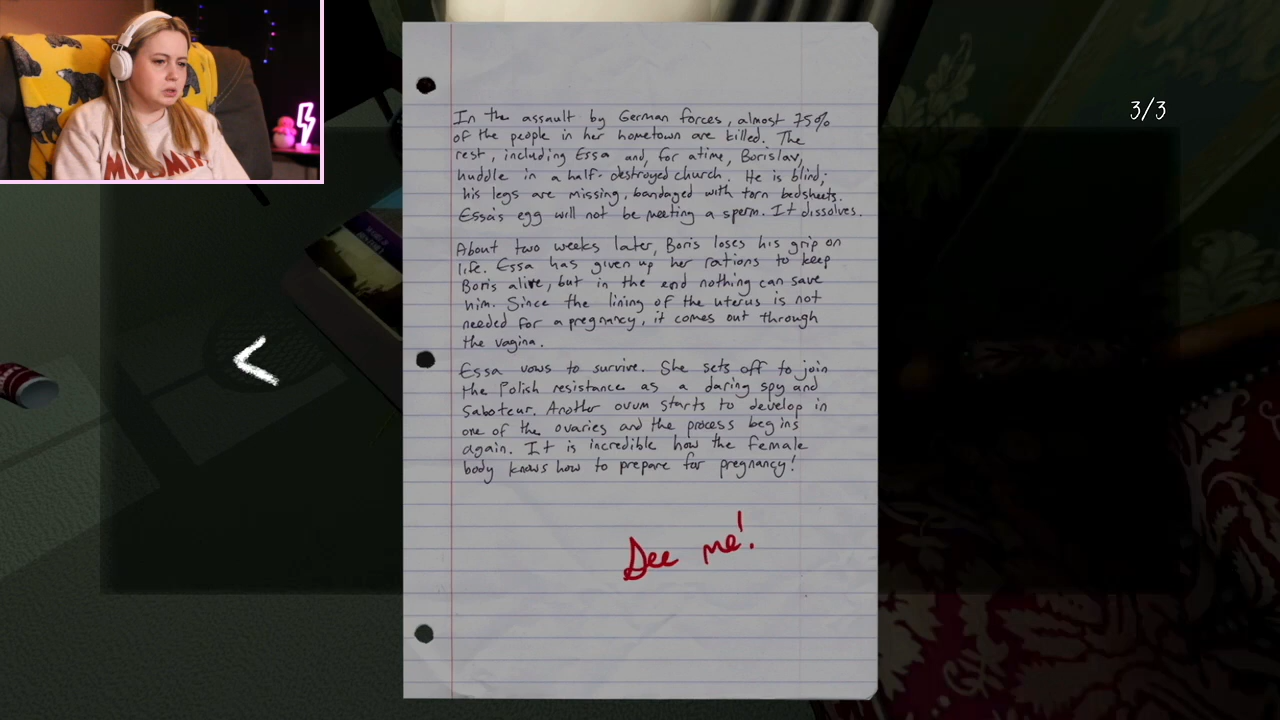 3/3
In the assault by German forces, almost 75%
of the people in her hometown are killed. The
rest, including Essa and, for atime, Borislav,
huddle in a half-destroyed church. He is blind;
his legs are missing, bandaged with torn bedsheets.
Essa's egg will not be meeting a sperm. It dissolves.
About two weeks later, Boris loses his grip on
life. Essa has given up her rations to keep
Boris alive, but in the end nothing can save
him. Since the lining of the uterus is not
needed for a pregnancy, it comes out through
the vagina.
Essa vows to survive. She sets off to join
the Polish resistance as a daring spy and
saboteur. Another ovum starts to develop in
one of the ovaries and the process begins
again. It is incredible how the female
body knows how to prepare for pregnancy!
See me!